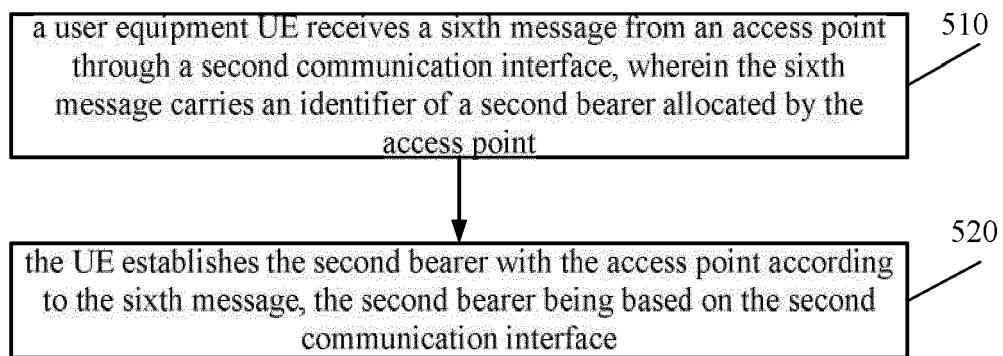 a user equipment UE receives a sixth message from an access point
through a second communication interface, wherein the sixth
message carries an identifier of a second bearer allocated by the
access point
510
the UE establishes the second bearer with the access point according
to the sixth message, the second bearer being based on the second
communication interface
520